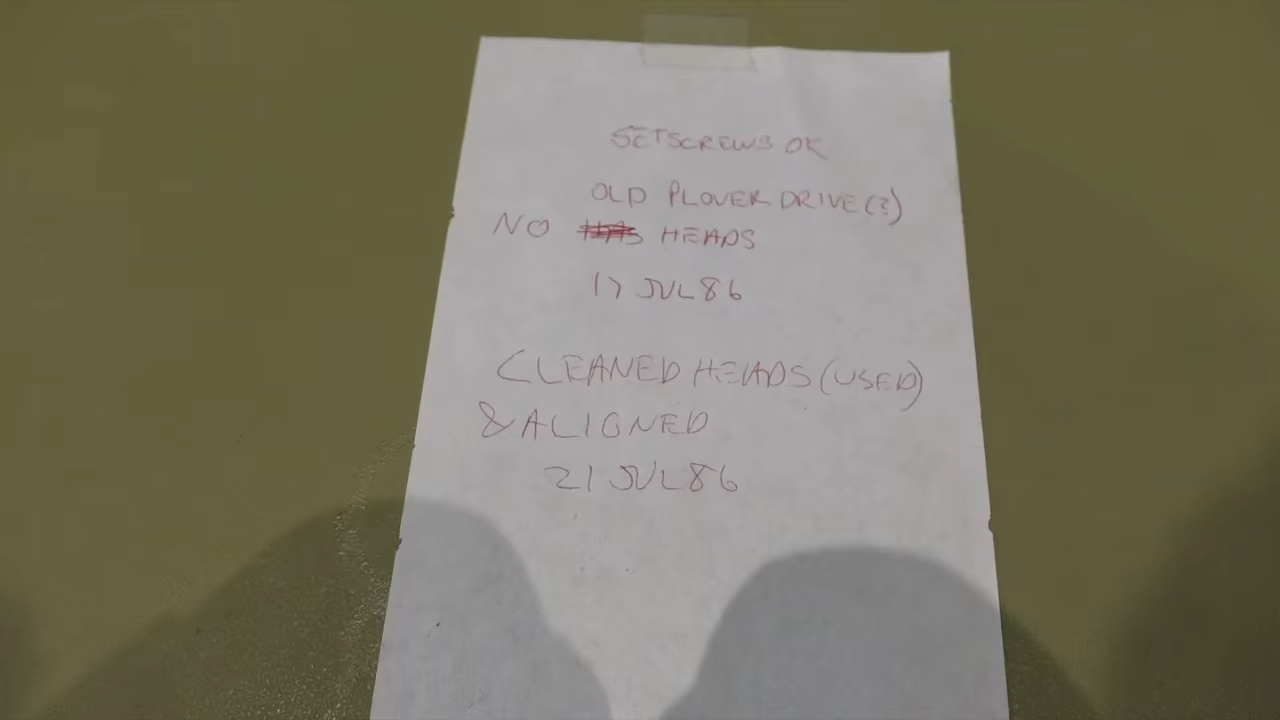 SETSCREWS OK
OLD PLOVER DRIVE(?)
NO HEADS
17 JUL 86
CLEANED HEADS (USED)
& ALIGNED
21 JUL 86